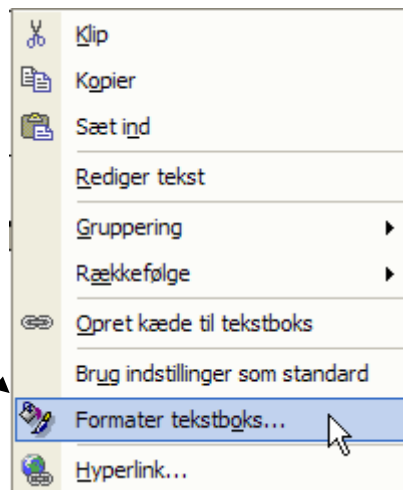 Klip
Kopier
Sæt ind
Rediger tekst
Gruppering
Rækkefølge
Opret kæde til tekstboks
Brug indstillinger som standard
Formater tekstboks...
Hyperlink...